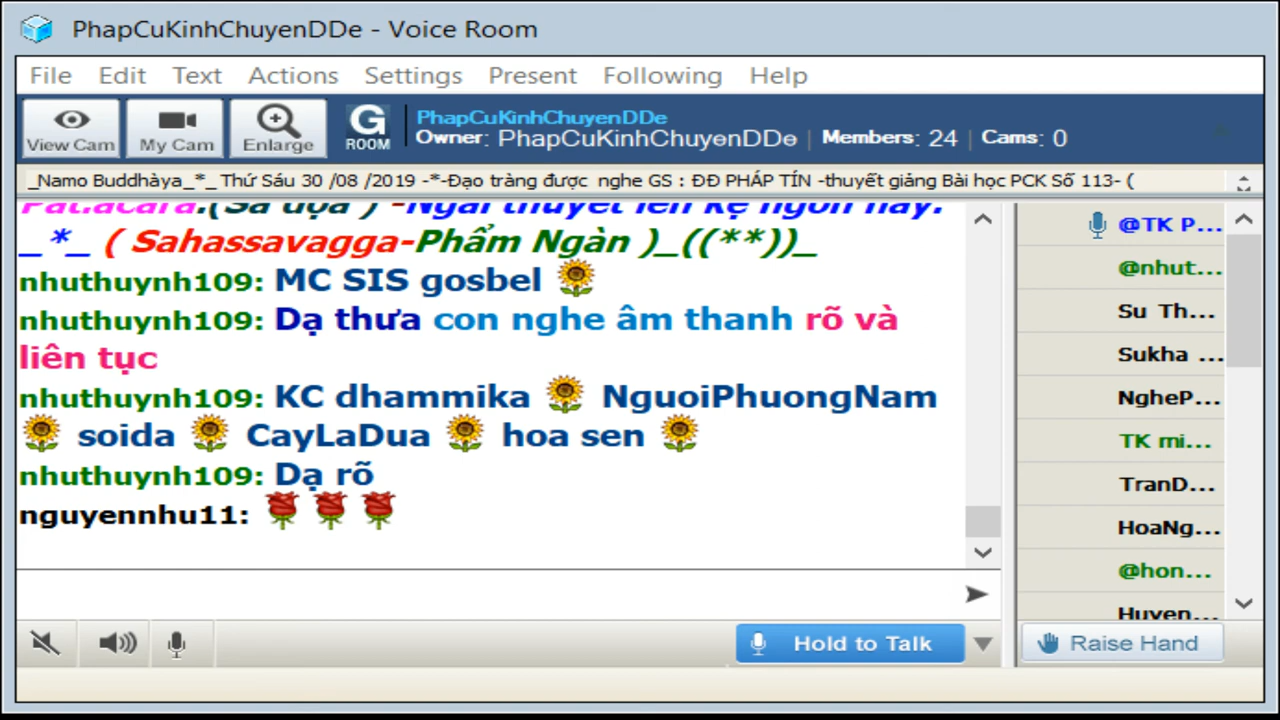 PhapCuKinhChuyenDDe - Voice Room
File Edit Text Actions Settings Present Following Help
View Cam My Cam Enlarge G ROOM
PhapCuKinhChuyenDDe
Owner: PhapCuKinhChuyenDDe | Members: 24 | Cams: 0
_Namo Buddhàya_*_ Thứ Sáu 30 /08 /2019 -*-Đạo tràng được nghe GS : ĐĐ PHÁP TÍN -thuyết giảng Bài học PCK Số 113- (
_*_ ( Sahassavagga-Phẩm Ngàn )_((**))_
nhuthuynh109: MC SIS gosbel
nhuthuynh109: Dạ thưa con nghe âm thanh rõ và
liên tục
nhuthuynh109: KC dhammika NguoiPhuongNam
soida CayLaDua hoa sen
nhuthuynh109: Dạ rõ
nguyennhu11:
@TK P...
@nhut...
Su Th...
Sukha ...
NgheP...
TK mi...
TranD...
HoaNg...
@hon...
Huyen...
Hold to Talk
Raise Hand